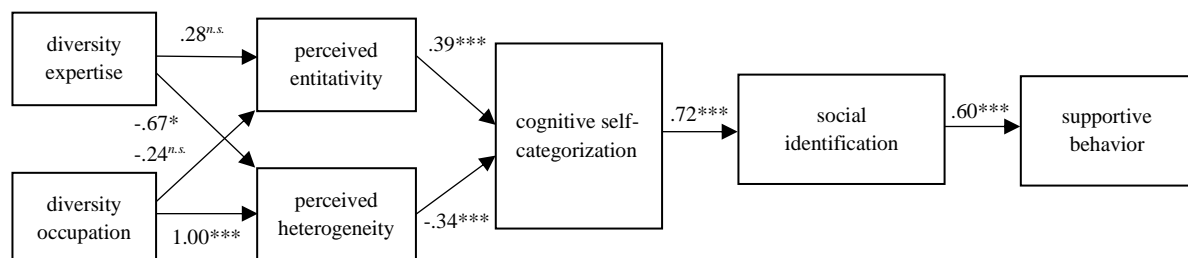 diversity
expertise
.28n.s.
perceived
entitativity
.39***
-.67*
-.24n.s.
cognitive self-
categorization
.72***
social
identification
.60***
supportive
behavior
diversity
occupation
1.00***
perceived
heterogeneity
-.34***